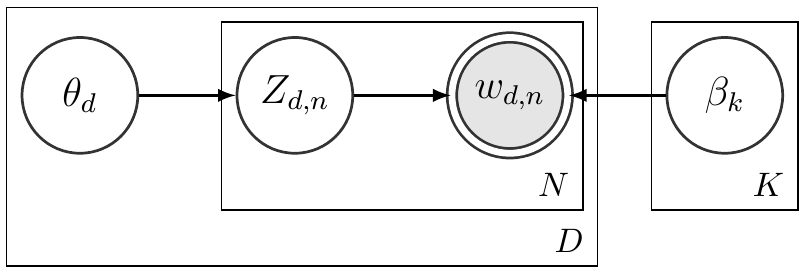 θ_d Z_{d,n} w_{d,n} β_k
N K
D